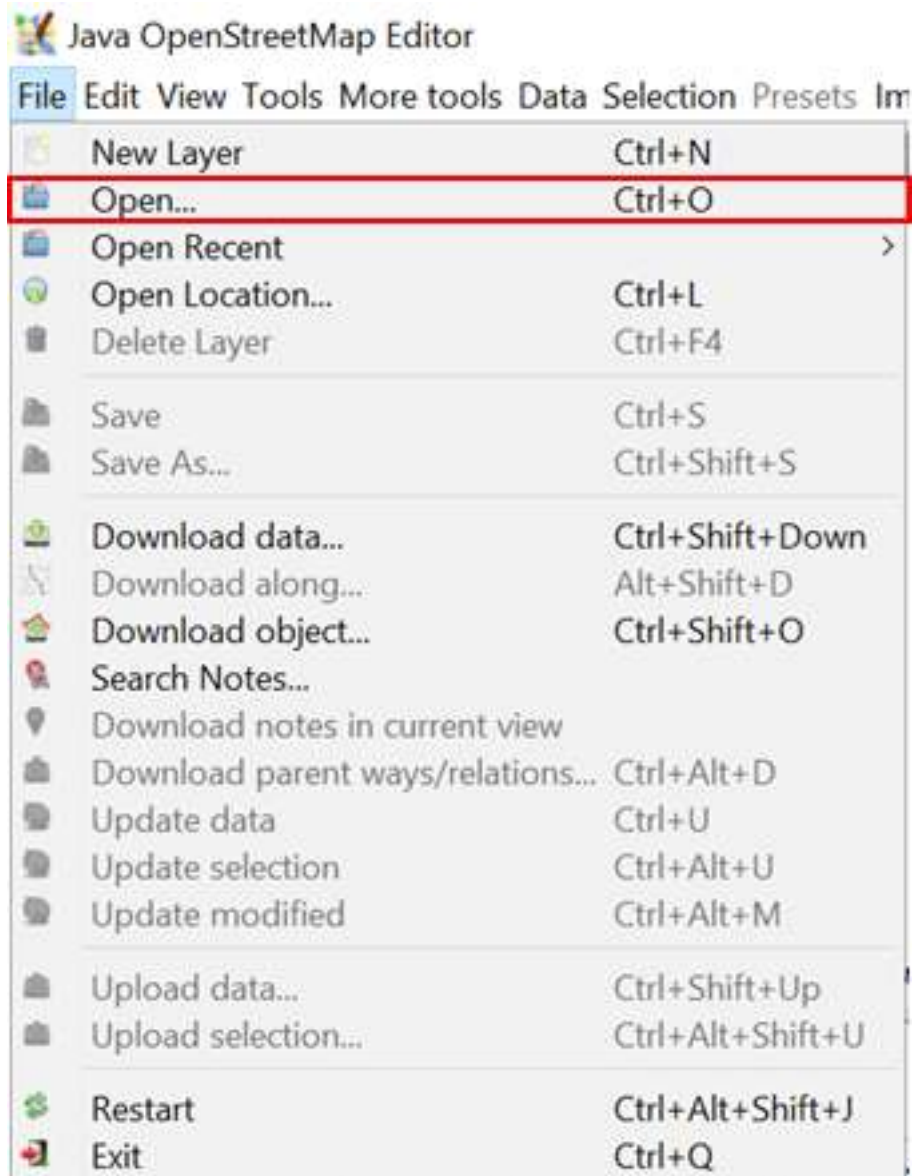 Java OpenStreetMap Editor
File Edit View Tools More tools Data Selection Presets Im
New Layer Ctrl+N
Open... Ctrl+O
Open Recent >
Open Location... Ctrl+L
Delete Layer Ctrl+F4
Save Ctrl+S
Save As... Ctrl+Shift+S
Download data... Ctrl+Shift+Down
Download along... Alt+Shift+D
Download object... Ctrl+Shift+O
Search Notes...
Download notes in current view
Download parent ways/relations... Ctrl+Alt+D
Update data Ctrl+U
Update selection Ctrl+Alt+U
Update modified Ctrl+Alt+M
Upload data... Ctrl+Shift+Up
Upload selection... Ctrl+Alt+Shift+U
Restart Ctrl+Alt+Shift+J
Exit Ctrl+Q